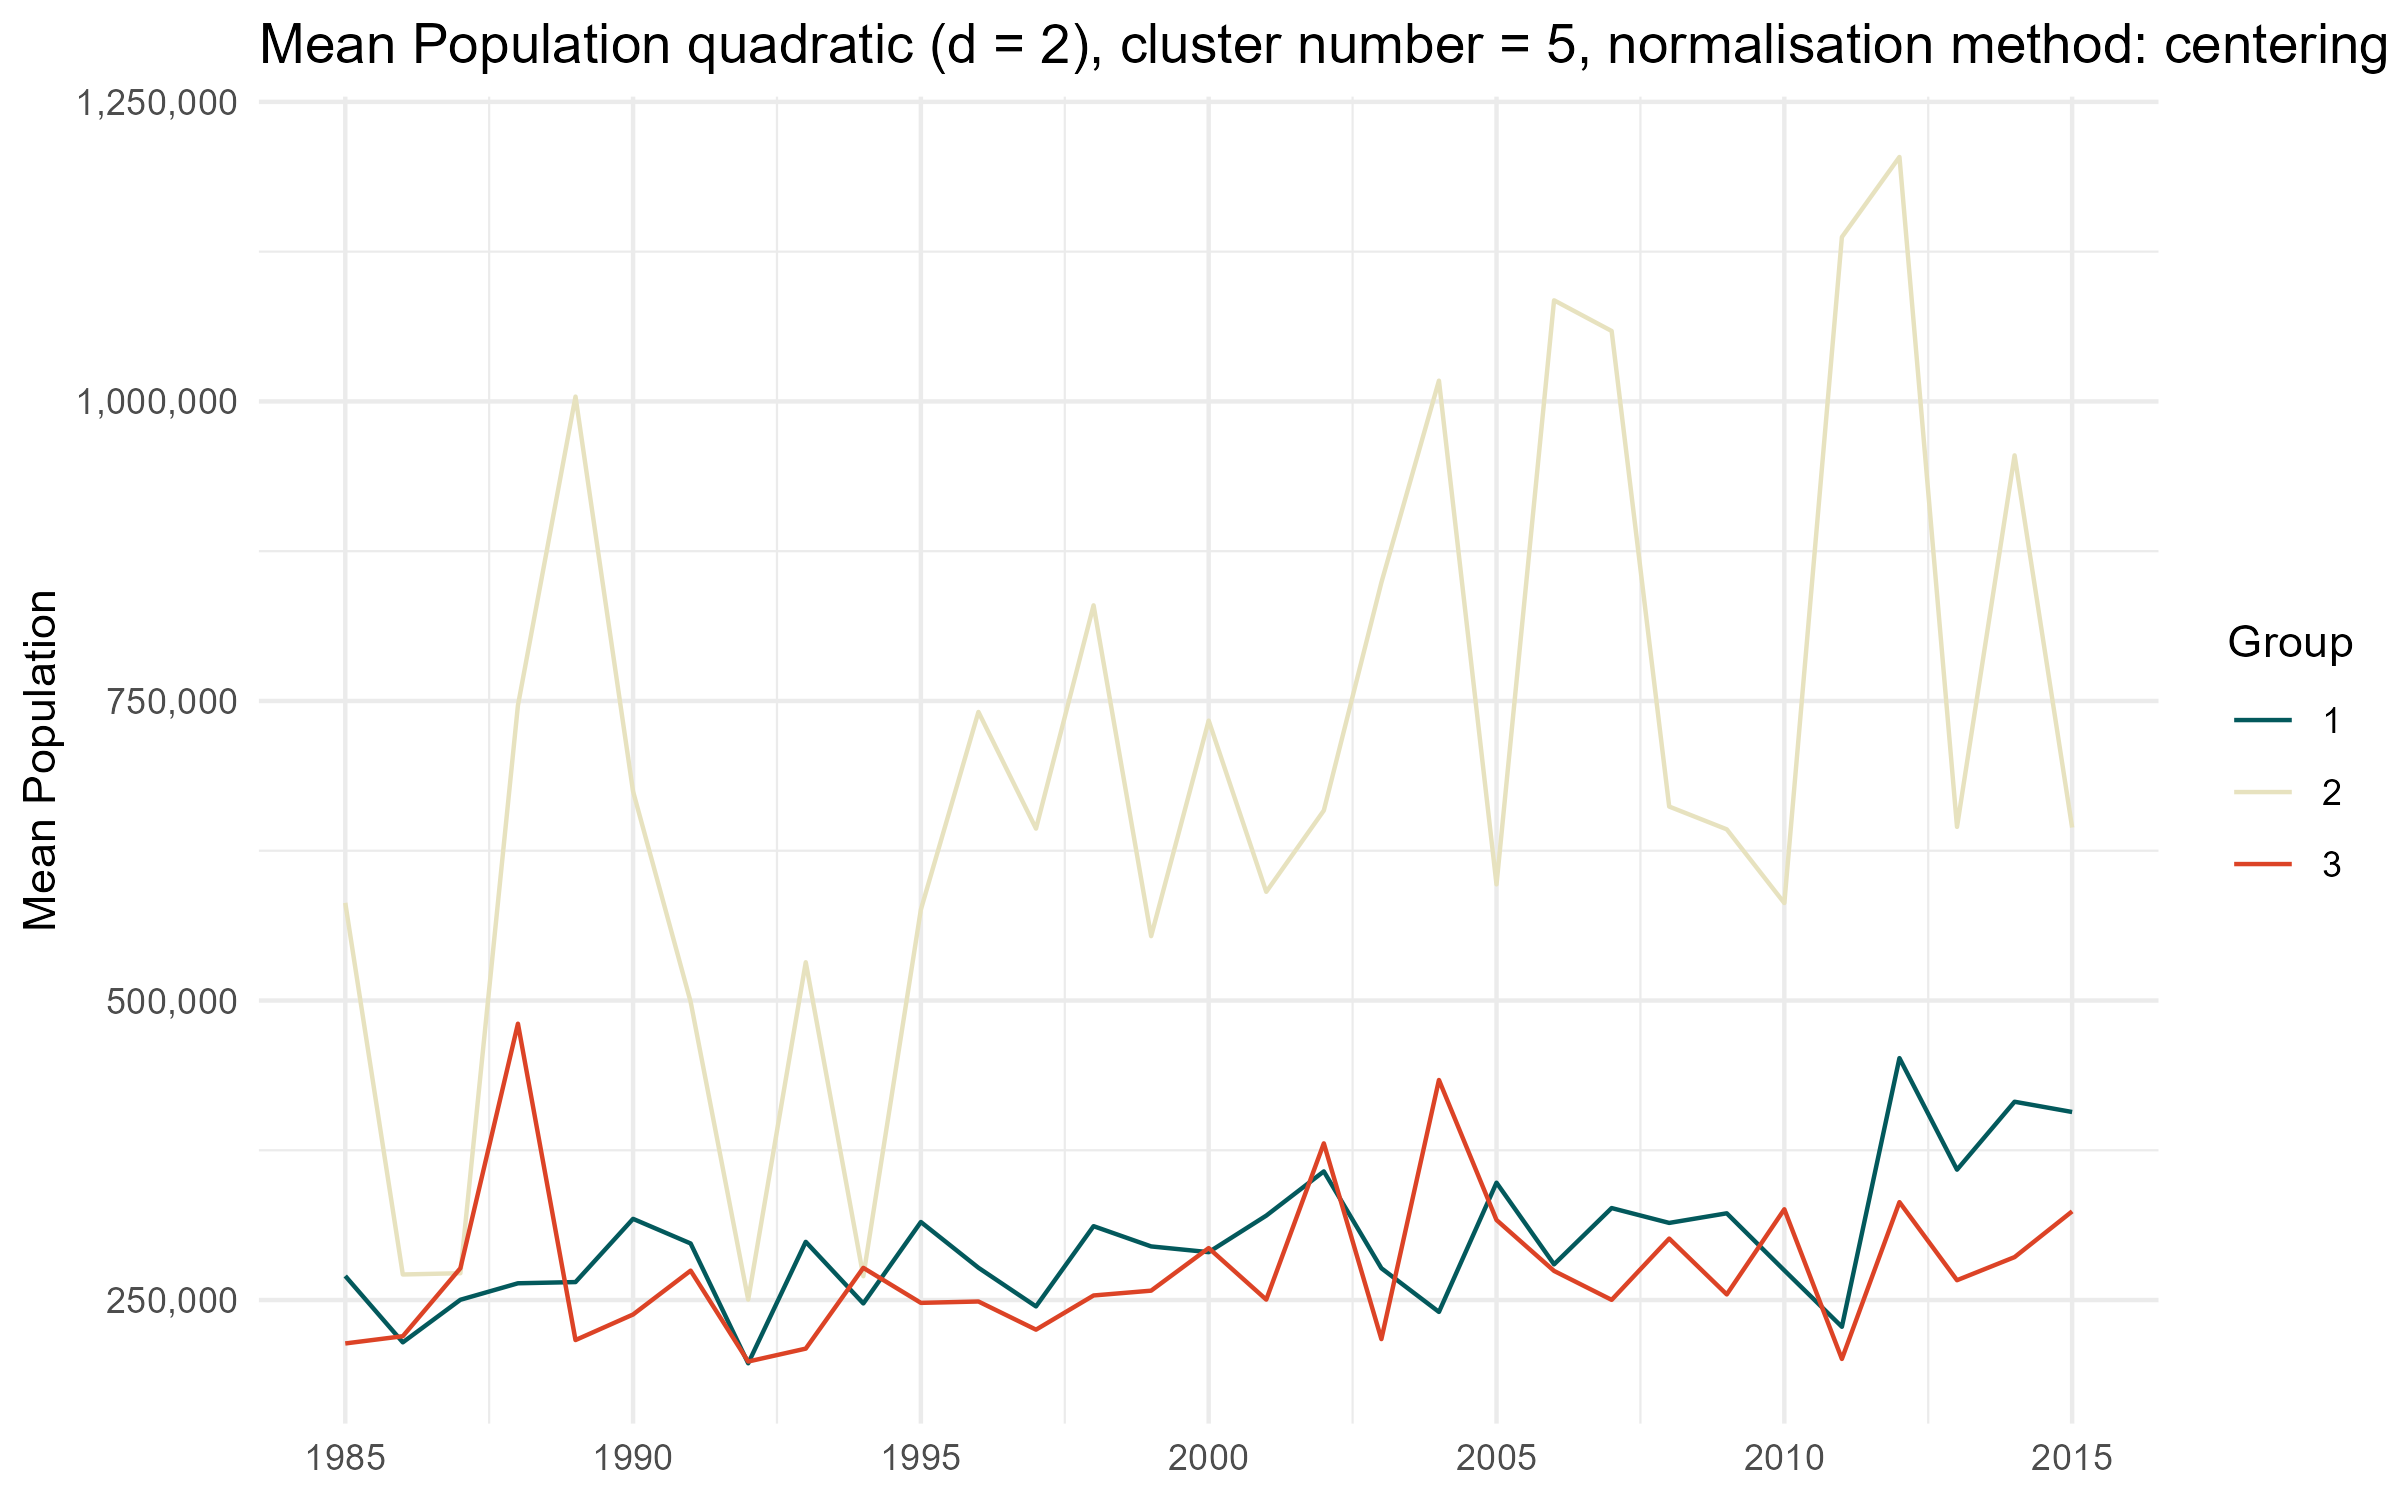 Mean Population quadratic (d = 2), cluster number = 5, normalisation method: centering
1,250,000
1,000,000
750,000
500,000
250,000
Mean Population
1985 1990 1995 2000 2005 2010 2015
Group
1
2
3